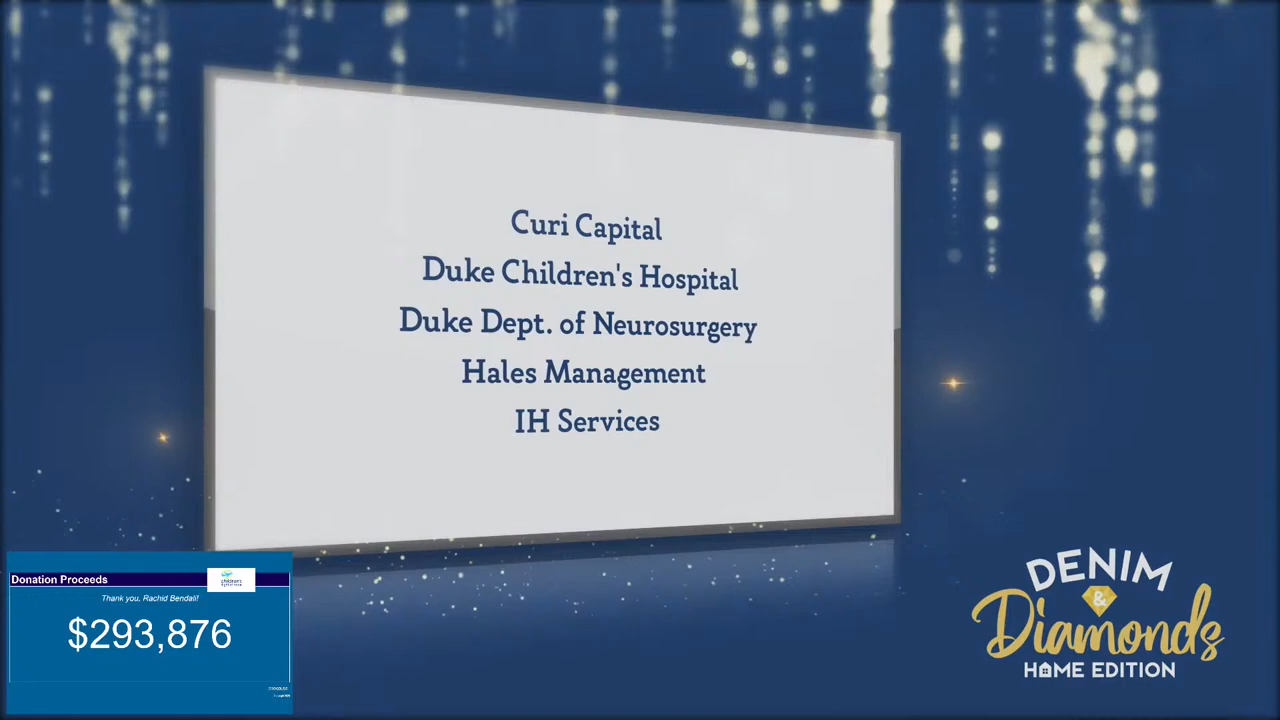 Curi Capital
Duke Children's Hospital
Duke Dept. of Neurosurgery
Hales Management
IH Services
Donation Proceeds
children's
Thank you, Rachid Bendali!
$293,876
DENIM
&
Diamonds
HOME EDITION